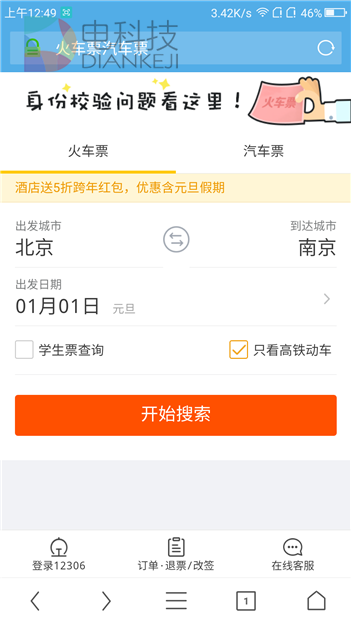 上午12:49 3.42K/s 46%
电科技
DIANKEJI
火车票汽车票
身份校验问题看这里！
火车票
火车票 汽车票
酒店送5折跨年红包，优惠含元旦假期
出发城市 到达城市
北京 南京
出发日期
01月01日 元旦
学生票查询 只看高铁动车
开始搜索
登录12306 订单·退票/改签 在线客服
1